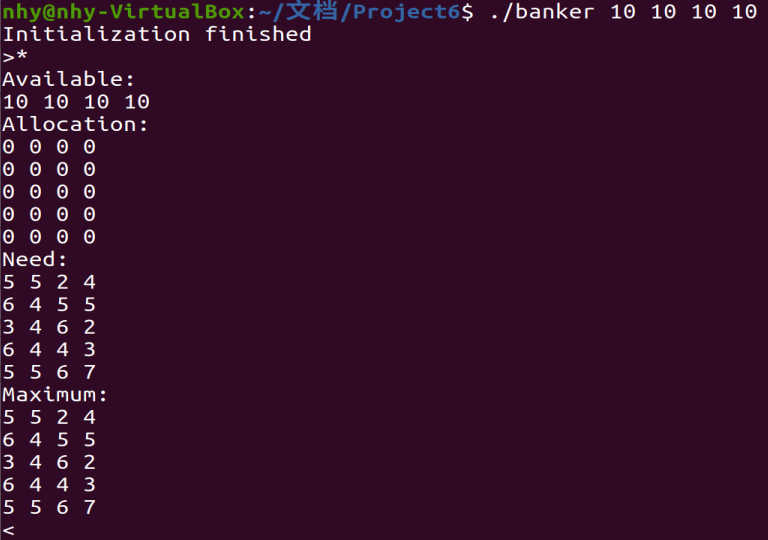 nhy@nhy-VirtualBox:~/文档/Project6$ ./banker 10 10 10 10
Initialization finished
>*
Available:
10 10 10 10
Allocation:
0 0 0 0
0 0 0 0
0 0 0 0
0 0 0 0
0 0 0 0
Need:
5 5 2 4
6 4 5 5
3 4 6 2
6 4 4 3
5 5 6 7
Maximum:
5 5 2 4
6 4 5 5
3 4 6 2
6 4 4 3
5 5 6 7
<